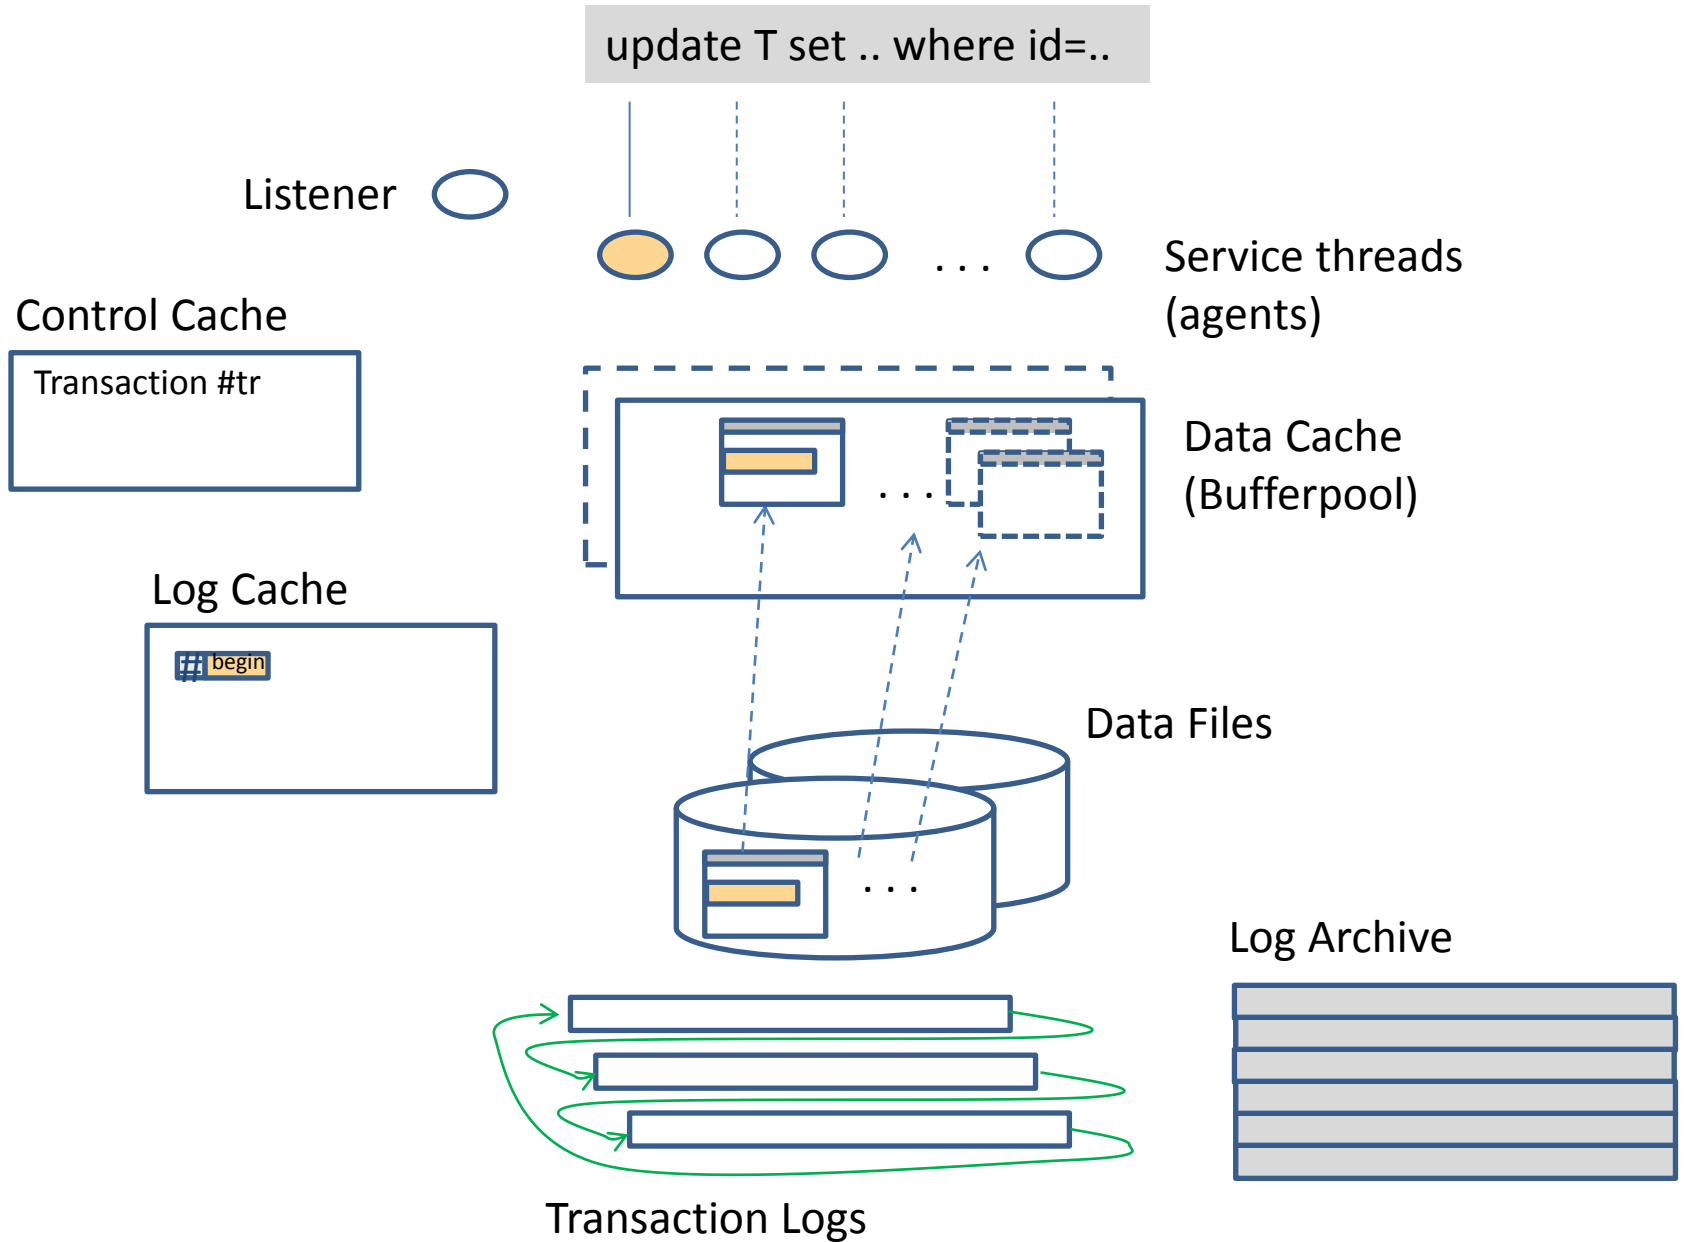 update T set .. where id=..
Listener
. . .
Service threads
(agents)
Control Cache
Transaction #tr
Data Cache
(Bufferpool)
. . .
Log Cache
# begin
Data Files
. . .
Log Archive
Transaction Logs